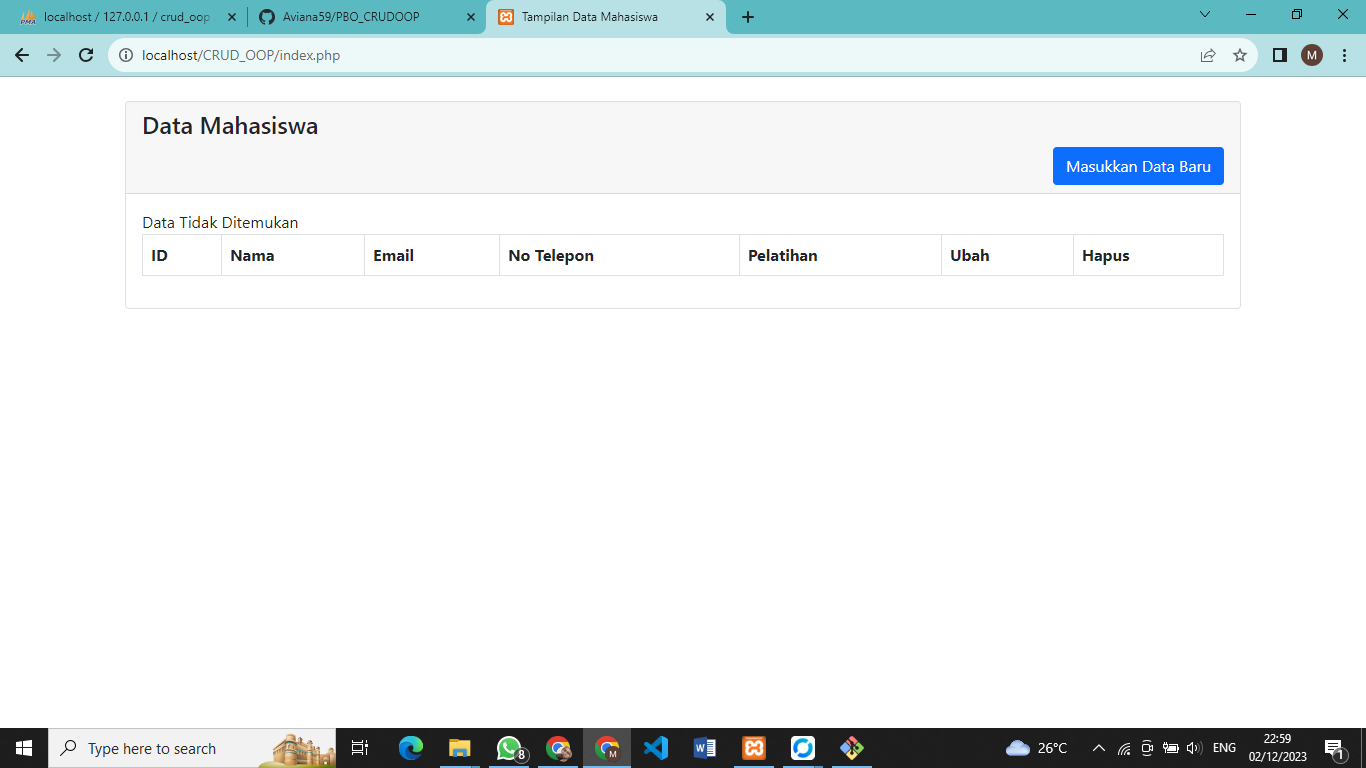 localhost / 127.0.0.1 / crud_oop
Aviana59/PBO_CRUDOOP
Tampilan Data Mahasiswa
localhost/CRUD_OOP/index.php
M
Data Mahasiswa
Masukkan Data Baru
Data Tidak Ditemukan
ID Nama Email No Telepon Pelatihan Ubah Hapus
Type here to search
8
M
26°C
ENG
22:59
02/12/2023
1